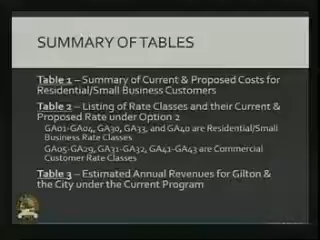 SUMMARY OF TABLES
Table 1 – Summary of Current & Proposed Costs for
Residential/Small Business Customers
Table 2 – Listing of Rate Classes and their Current &
Proposed Rate under Option 2
GA01-GA04, GA30, GA33, and GA40 are Residential/Small
Business Rate Classes
GA05-GA29, GA31-GA32, GA41-GA43 are Commercial
Customer Rate Classes
Table 3 – Estimated Annual Revenues for Gilton &
the City under the Current Program